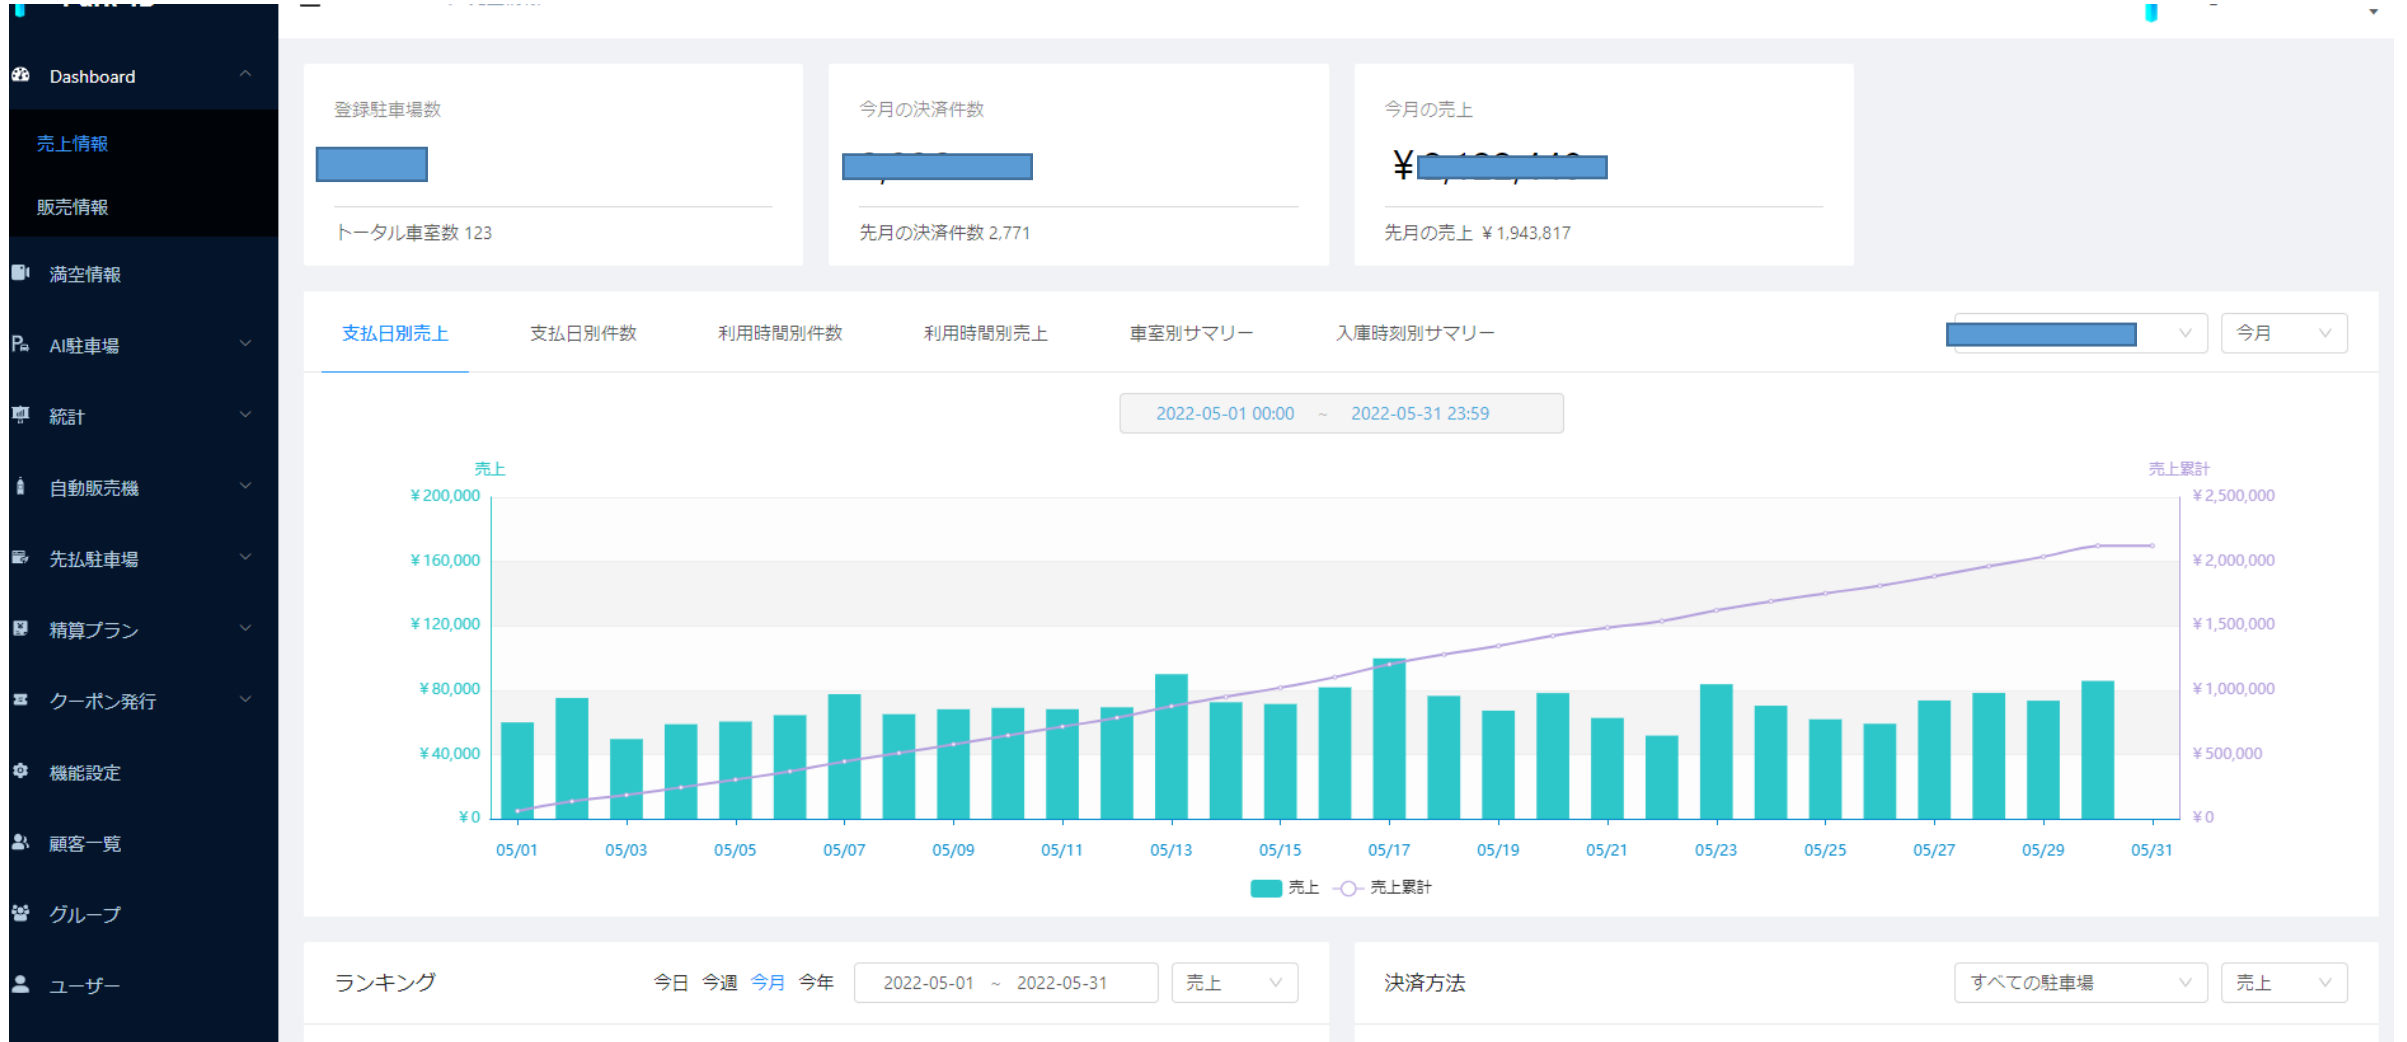 Dashboard
売上情報
販売情報
満空情報
AI駐車場
統計
自動販売機
先払駐車場
精算プラン
クーポン発行
機能設定
顧客一覧
グループ
ユーザー
登録駐車場数
トータル車室数 123
今月の決済件数
先月の決済件数 2,771
今月の売上
¥
先月の売上 ¥ 1,943,817
支払日別売上 支払日別件数 利用時間別件数 利用時間別売上 車室別サマリー 入庫時刻別サマリー
今月
2022-05-01 00:00 ~ 2022-05-31 23:59
売上 売上累計
¥ 200,000 ¥ 2,500,000
¥ 160,000 ¥ 2,000,000
¥ 120,000 ¥ 1,500,000
¥ 80,000 ¥ 1,000,000
¥ 40,000 ¥ 500,000
¥ 0 ¥ 0
05/01 05/03 05/05 05/07 05/09 05/11 05/13 05/15 05/17 05/19 05/21 05/23 05/25 05/27 05/29 05/31
売上 売上累計
ランキング 今日 今週 今月 今年 2022-05-01 ~ 2022-05-31 売上
決済方法 すべての駐車場 売上